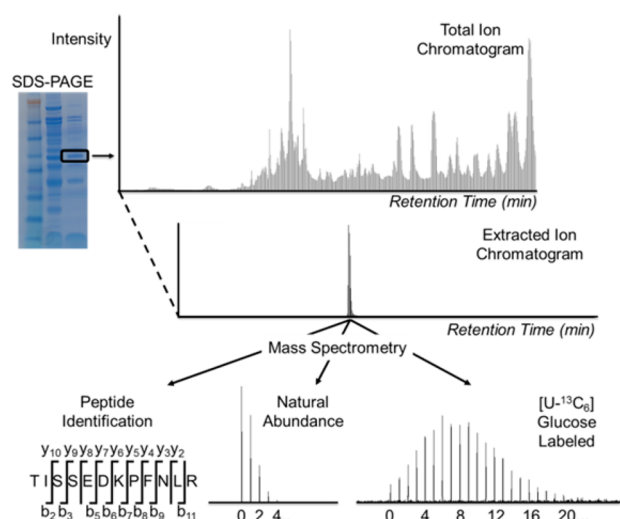 Intensity
Total Ion
Chromatogram
SDS-PAGE
Retention Time (min)
Extracted Ion
Chromatogram
Retention Time (min)
Mass Spectrometry
Peptide
Identification
y10 y9 y8 y7 y6 y5 y4 y3 y2
T I S S E D K P F N L R
b2 b3 b5 b6 b7 b8 b9 b11
Natural
Abundance
0 2 4
[U-¹³C₆]
Glucose
Labeled
0 4 8 12 16 20